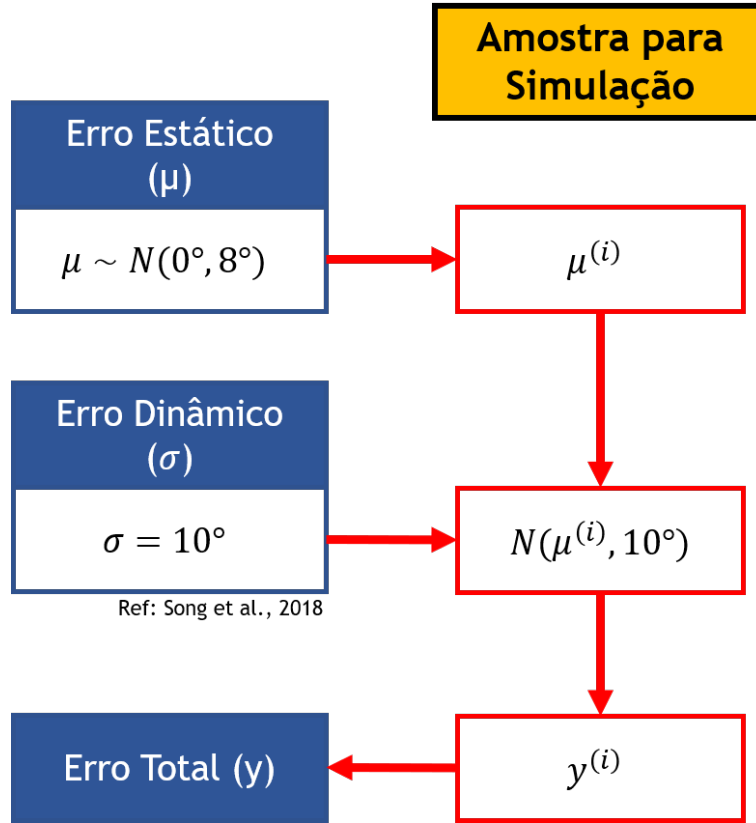 Amostra para
Simulação
Erro Estático
(μ)
μ ~ N(0°, 8°)
μ⁽ⁱ⁾
Erro Dinâmico
(σ)
σ = 10°
N(μ⁽ⁱ⁾, 10°)
Ref: Song et al., 2018
Erro Total (y)
y⁽ⁱ⁾